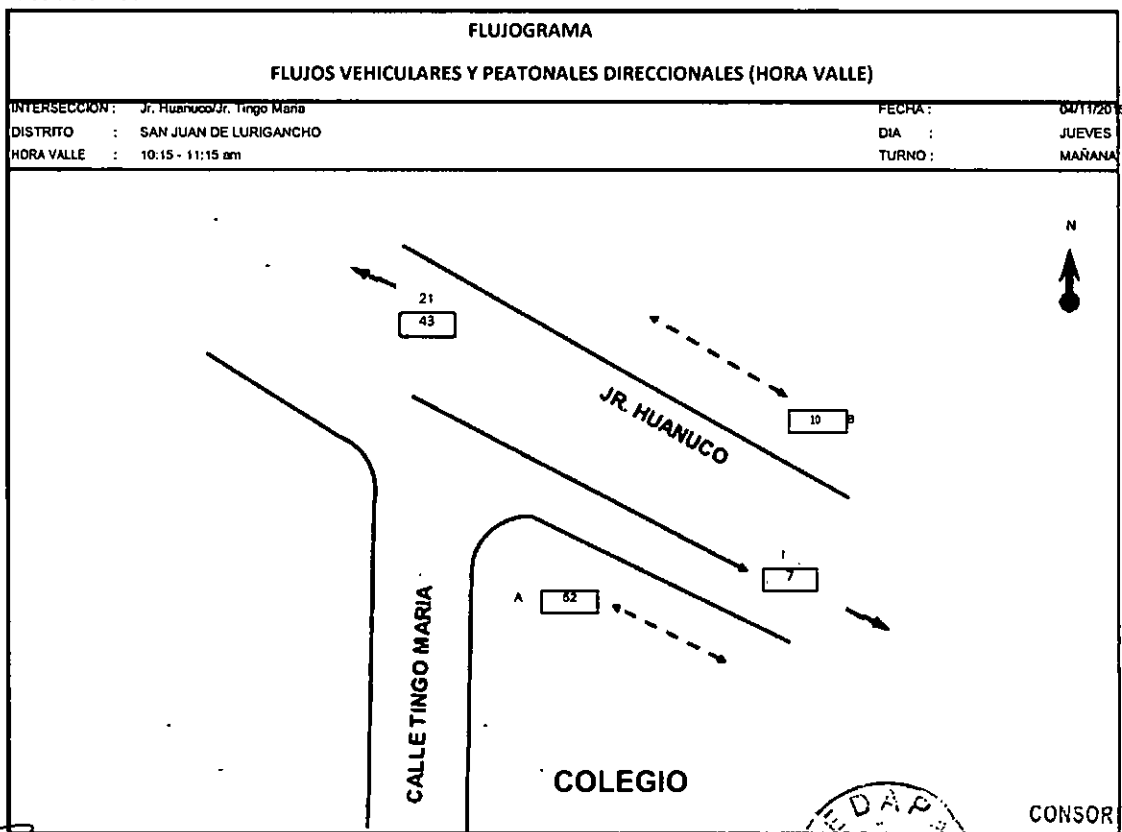 FLUJOGRAMA
FLUJOS VEHICULARES Y PEATONALES DIRECCIONALES (HORA VALLE)
INTERSECCION : Jr. Huanuco/Jr. Tingo Maria FECHA :
DISTRITO : SAN JUAN DE LURIGANCHO DIA : JUEVES
HORA VALLE : 10:15 - 11:15 am TURNO : MAÑANA
N
21
43
JR. HUANUCO
10 B
7
A 52
CALLE TINGO MARIA
COLEGIO
EDAPA
CONSOR